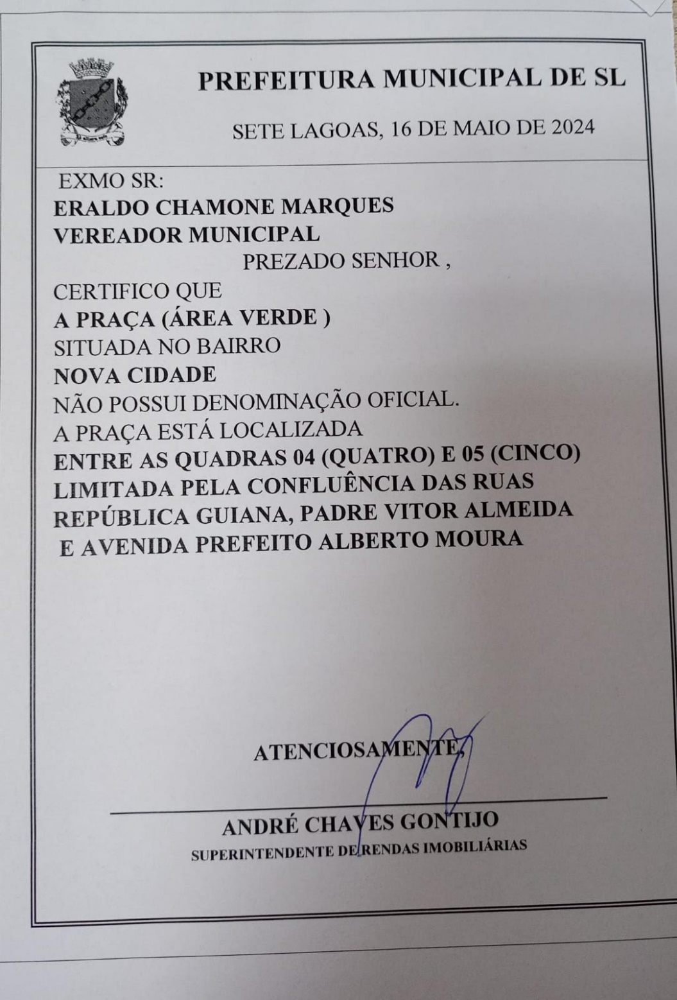 PREFEITURA MUNICIPAL DE SL
SETE LAGOAS, 16 DE MAIO DE 2024
EXMO SR:
ERALDO CHAMONE MARQUES
VEREADOR MUNICIPAL
PREZADO SENHOR ,
CERTIFICO QUE
A PRAÇA (ÁREA VERDE )
SITUADA NO BAIRRO
NOVA CIDADE
NÃO POSSUI DENOMINAÇÃO OFICIAL.
A PRAÇA ESTÁ LOCALIZADA
ENTRE AS QUADRAS 04 (QUATRO) E 05 (CINCO)
LIMITADA PELA CONFLUÊNCIA DAS RUAS
REPÚBLICA GUIANA, PADRE VITOR ALMEIDA
E AVENIDA PREFEITO ALBERTO MOURA
ATENCIOSAMENTE,
ANDRÉ CHAVES GONTIJO
SUPERINTENDENTE DE RENDAS IMOBILIÁRIAS